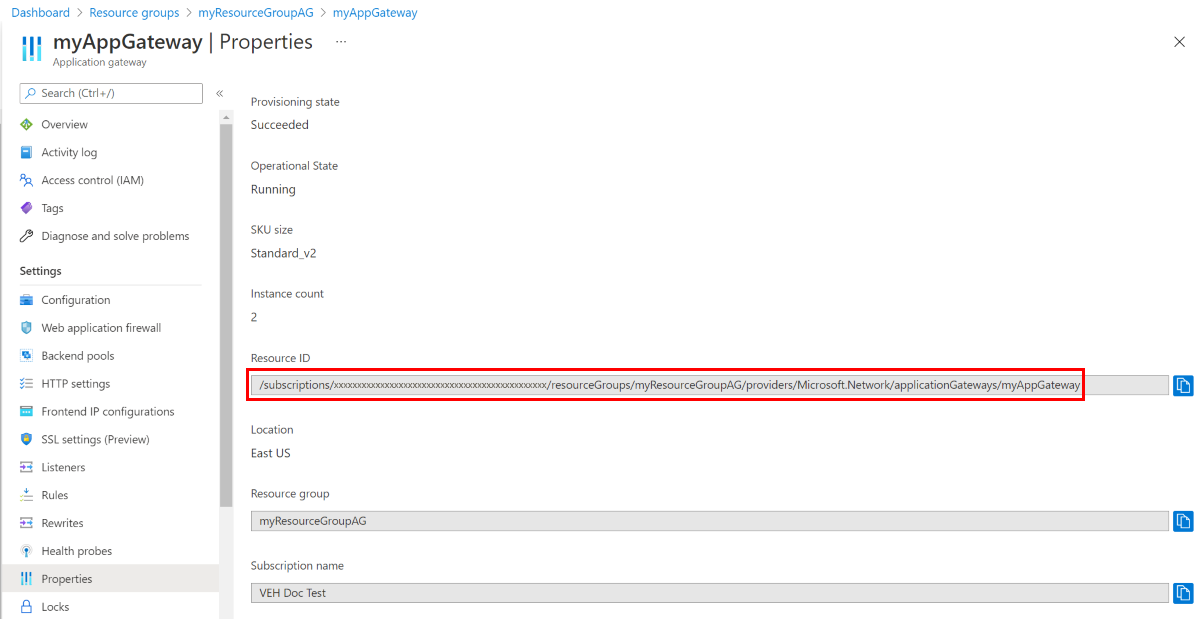 Dashboard > Resource groups > myResourceGroupAG > myAppGateway
myAppGateway | Properties ...
Application gateway
Search (Ctrl+/) «
Overview
Activity log
Access control (IAM)
Tags
Diagnose and solve problems
Settings
Configuration
Web application firewall
Backend pools
HTTP settings
Frontend IP configurations
SSL settings (Preview)
Listeners
Rules
Rewrites
Health probes
Properties
Locks
Provisioning state
Succeeded
Operational State
Running
SKU size
Standard_v2
Instance count
2
Resource ID
/subscriptions/xxxxxxxxxxxxxxxxxxxxxxxxxxxxxxxxxxxxxxxxxxx/resourceGroups/myResourceGroupAG/providers/Microsoft.Network/applicationGateways/myAppGateway
Location
East US
Resource group
myResourceGroupAG
Subscription name
VEH Doc Test